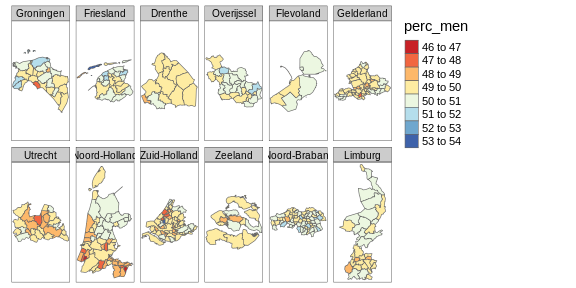 Groningen Friesland Drenthe Overijssel Flevoland Gelderland
Utrecht Noord-Holland Zuid-Holland Zeeland Noord-Braban Limburg
perc_men
46 to 47
47 to 48
48 to 49
49 to 50
50 to 51
51 to 52
52 to 53
53 to 54